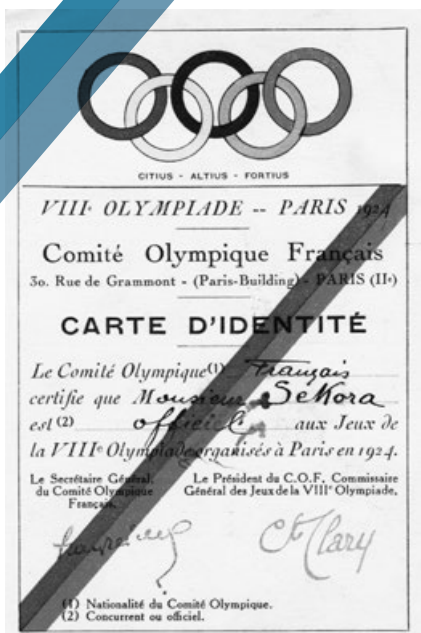 CITIUS - ALTIUS - FORTIUS
VIIIᵉ OLYMPIADE -- PARIS 1924
Comité Olympique Français
30. Rue de Grammont - (Paris-Building) - PARIS (IIᵉ)
CARTE D'IDENTITÉ
Le Comité Olympique(1) Français
certifie que Monsieur Sekora
est (2) officiel aux Jeux de
la VIIIᵉ Olympiade organisés à Paris en 1924.
Le Secrétaire Général
du Comité Olympique
Français,
Le Président du C.O.F. Commissaire
Général des Jeux de la VIIIᵉ Olympiade,
Cte Clary
(1) Nationalité du Comité Olympique.
(2) Concurrent ou officiel.